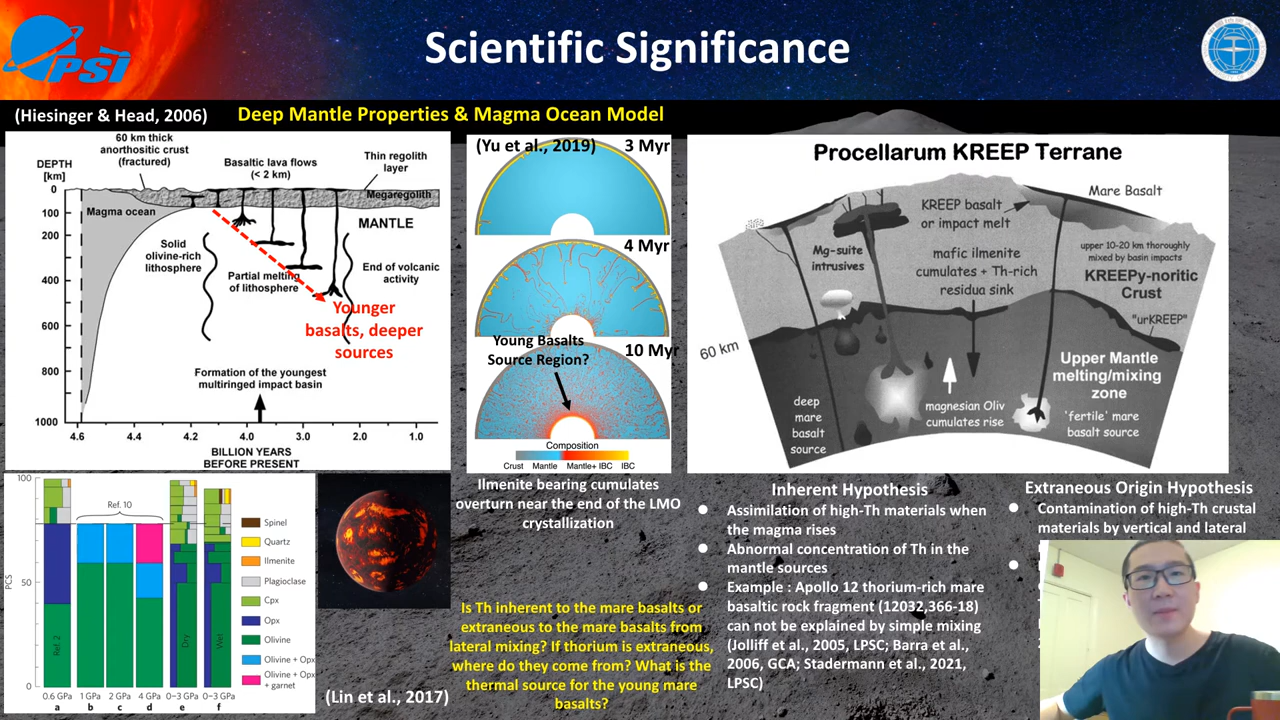 PSI
Scientific Significance
(Hiesinger & Head, 2006)
Deep Mantle Properties & Magma Ocean Model
60 km thick
anorthositic crust
(fractured)
Basaltic lava flows
(< 2 km)
Thin regolith
layer
DEPTH
[km]
0
100
200
400
600
800
1000
Megaregolith
Magma ocean
MANTLE
Solid
olivine-rich
lithosphere
Partial melting
of lithosphere
End of volcanic
activity
Younger
basalts, deeper
sources
Formation of the youngest
multiringed impact basin
4.6
4.4
4.2
3.0
2.0
1.0
BILLION YEARS
BEFORE PRESENT
(Yu et al., 2019)
3 Myr
4 Myr
10 Myr
Young Basalts
Source Region?
Composition
Crust
Mantle
Mantle+ IBC
IBC
Ilmenite bearing cumulates
overturn near the end of the LMO
crystallization
Procellarum KREEP Terrane
Mare Basalt
KREEP basalt
or impact melt
Mg-suite
intrusives
mafic ilmenite
cumulates + Th-rich
residua sink
upper 10-20 km thoroughly
mixed by basin impacts
KREEPy-noritic
Crust
"urKREEP"
60 km
Upper Mantle
melting/mixing
zone
deep
mare
basalt
source
magnesian Oliv
cumulates rise
'fertile' mare
basalt source
100
50
0
PCS
Ref. 10
Ref. 2
Dry
Wet
0.6 GPa
1 GPa
2 GPa
4 GPa
0–3 GPa
0–3 GPa
a
b
c
d
e
f
Spinel
Quartz
Ilmenite
Plagioclase
Cpx
Opx
Olivine
Olivine + Opx
Olivine + Opx
+ garnet
(Lin et al., 2017)
Is Th inherent to the mare basalts or
extraneous to the mare basalts from
lateral mixing? If thorium is extraneous,
where do they come from? What is the
thermal source for the young mare
basalts?
Inherent Hypothesis
● Assimilation of high-Th materials when
the magma rises
● Abnormal concentration of Th in the
mantle sources
● Example : Apollo 12 thorium-rich mare
basaltic rock fragment (12032,366-18)
can not be explained by simple mixing
(Jolliff et al., 2005, LPSC; Barra et al.,
2006, GCA; Stadermann et al., 2021,
LPSC)
Extraneous Origin Hypothesis
● Contamination of high-Th crustal
materials by vertical and lateral
●